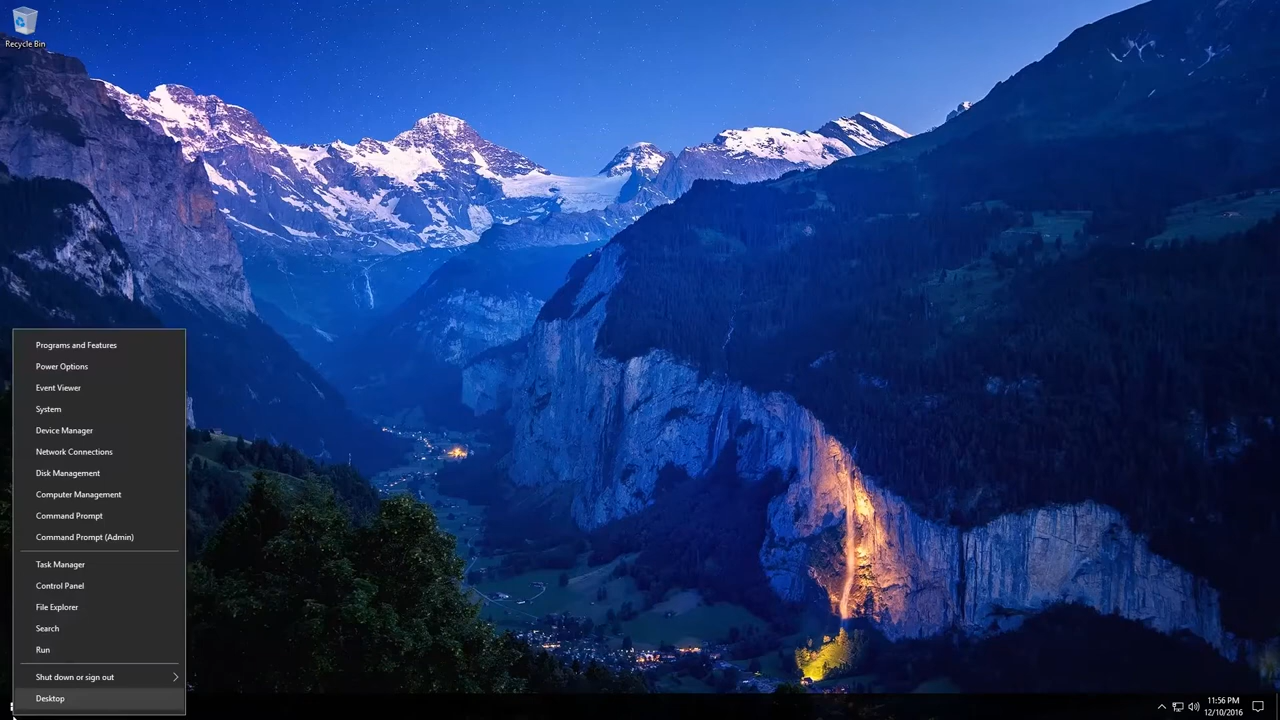 Recycle Bin
Programs and Features
Power Options
Event Viewer
System
Device Manager
Network Connections
Disk Management
Computer Management
Command Prompt
Command Prompt (Admin)
Task Manager
Control Panel
File Explorer
Search
Run
Shut down or sign out
Desktop
11:56 PM
12/10/2016